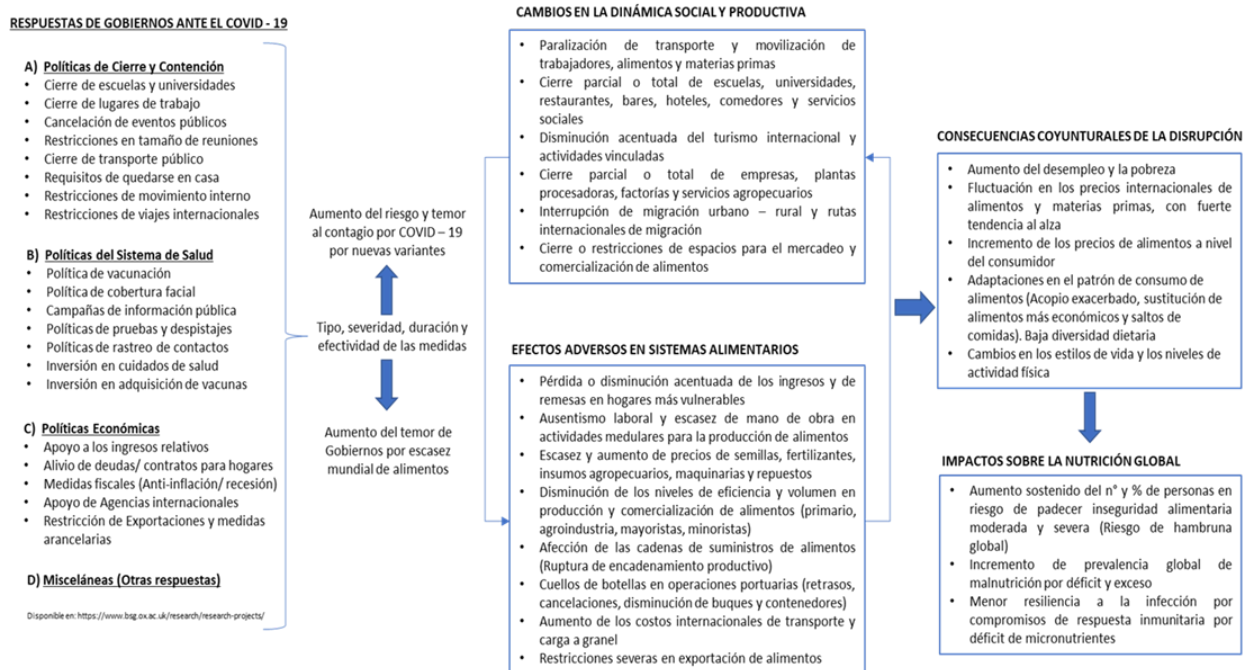 RESPUESTAS DE GOBIERNOS ANTE EL COVID - 19
A) Políticas de Cierre y Contención
• Cierre de escuelas y universidades
• Cierre de lugares de trabajo
• Cancelación de eventos públicos
• Restricciones en tamaño de reuniones
• Cierre de transporte público
• Requisitos de quedarse en casa
• Restricciones de movimiento interno
• Restricciones de viajes internacionales
B) Políticas del Sistema de Salud
• Política de vacunación
• Política de cobertura facial
• Campañas de información pública
• Políticas de pruebas y despistajes
• Políticas de rastreo de contactos
• Inversión en cuidados de salud
• Inversión en adquisición de vacunas
C) Políticas Económicas
• Apoyo a los ingresos relativos
• Alivio de deudas/ contratos para hogares
• Medidas fiscales (Anti-inflación/ recesión)
• Apoyo de Agencias internacionales
• Restricción de Exportaciones y medidas
arancelarias
D) Misceláneas (Otras respuestas)
Disponible en: https://www.bsg.ox.ac.uk/research/research-projects/
Aumento del riesgo y temor
al contagio por COVID – 19
por nuevas variantes
Tipo, severidad, duración y
efectividad de las medidas
Aumento del temor de
Gobiernos por escasez
mundial de alimentos
CAMBIOS EN LA DINÁMICA SOCIAL Y PRODUCTIVA
• Paralización de transporte y movilización de
trabajadores, alimentos y materias primas
• Cierre parcial o total de escuelas, universidades,
restaurantes, bares, hoteles, comedores y servicios
sociales
• Disminución acentuada del turismo internacional y
actividades vinculadas
• Cierre parcial o total de empresas, plantas
procesadoras, factorías y servicios agropecuarios
• Interrupción de migración urbano – rural y rutas
internacionales de migración
• Cierre o restricciones de espacios para el mercadeo y
comercialización de alimentos
EFECTOS ADVERSOS EN SISTEMAS ALIMENTARIOS
• Pérdida o disminución acentuada de los ingresos y de
remesas en hogares más vulnerables
• Ausentismo laboral y escasez de mano de obra en
actividades medulares para la producción de alimentos
• Escasez y aumento de precios de semillas, fertilizantes,
insumos agropecuarios, maquinarias y repuestos
• Disminución de los niveles de eficiencia y volumen en
producción y comercialización de alimentos (primario,
agroindustria, mayoristas, minoristas)
• Afección de las cadenas de suministros de alimentos
(Ruptura de encadenamiento productivo)
• Cuellos de botellas en operaciones portuarias (retrasos,
cancelaciones, disminución de buques y contenedores)
• Aumento de los costos internacionales de transporte y
carga a granel
• Restricciones severas en exportación de alimentos
CONSECUENCIAS COYUNTURALES DE LA DISRUPCIÓN
• Aumento del desempleo y la pobreza
• Fluctuación en los precios internacionales de
alimentos y materias primas, con fuerte
tendencia al alza
• Incremento de los precios de alimentos a nivel
del consumidor
• Adaptaciones en el patrón de consumo de
alimentos (Acopio exacerbado, sustitución de
alimentos más económicos y saltos de
comidas). Baja diversidad dietaria
• Cambios en los estilos de vida y los niveles de
actividad física
IMPACTOS SOBRE LA NUTRICIÓN GLOBAL
• Aumento sostenido del n° y % de personas en
riesgo de padecer inseguridad alimentaria
moderada y severa (Riesgo de hambruna
global)
• Incremento de prevalencia global de
malnutrición por déficit y exceso
• Menor resiliencia a la infección por
compromisos de respuesta inmunitaria por
déficit de micronutrientes